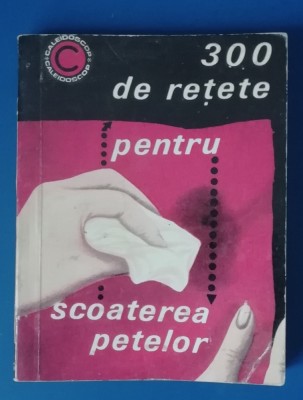 CALEIDOSCOP
C
CALEIDOSCOP
300
de rețete
pentru
scoaterea
petelor